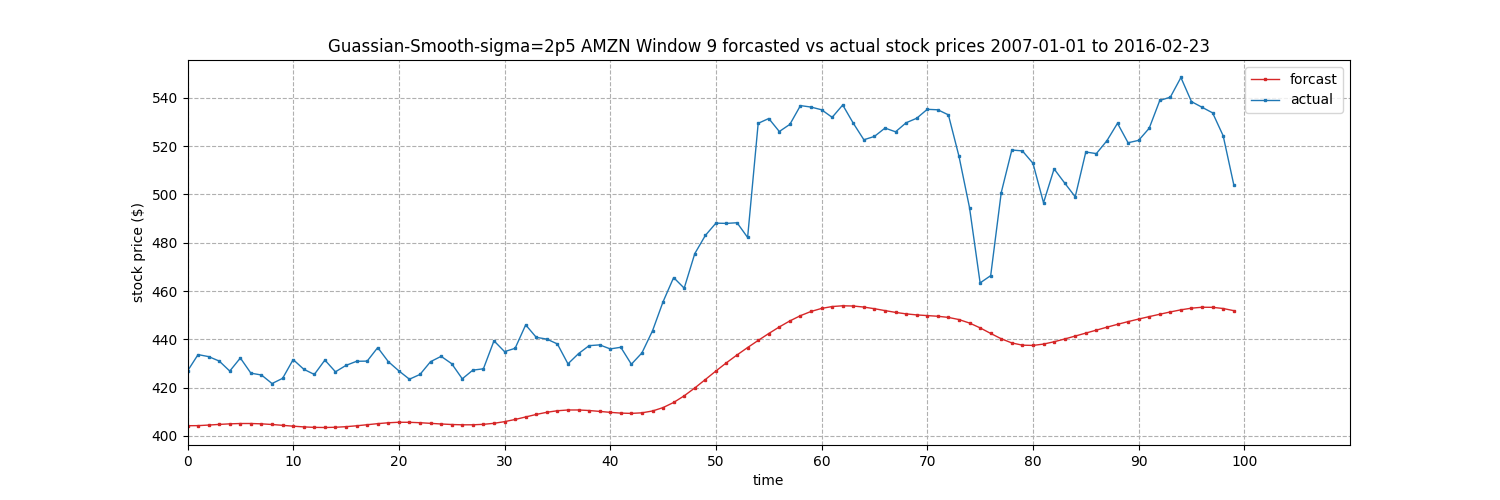 Guassian-Smooth-sigma=2p5 AMZN Window 9 forcasted vs actual stock prices 2007-01-01 to 2016-02-23
forcast
actual
540
520
500
480
460
440
420
400
stock price ($)
0 10 20 30 40 50 60 70 80 90 100
time